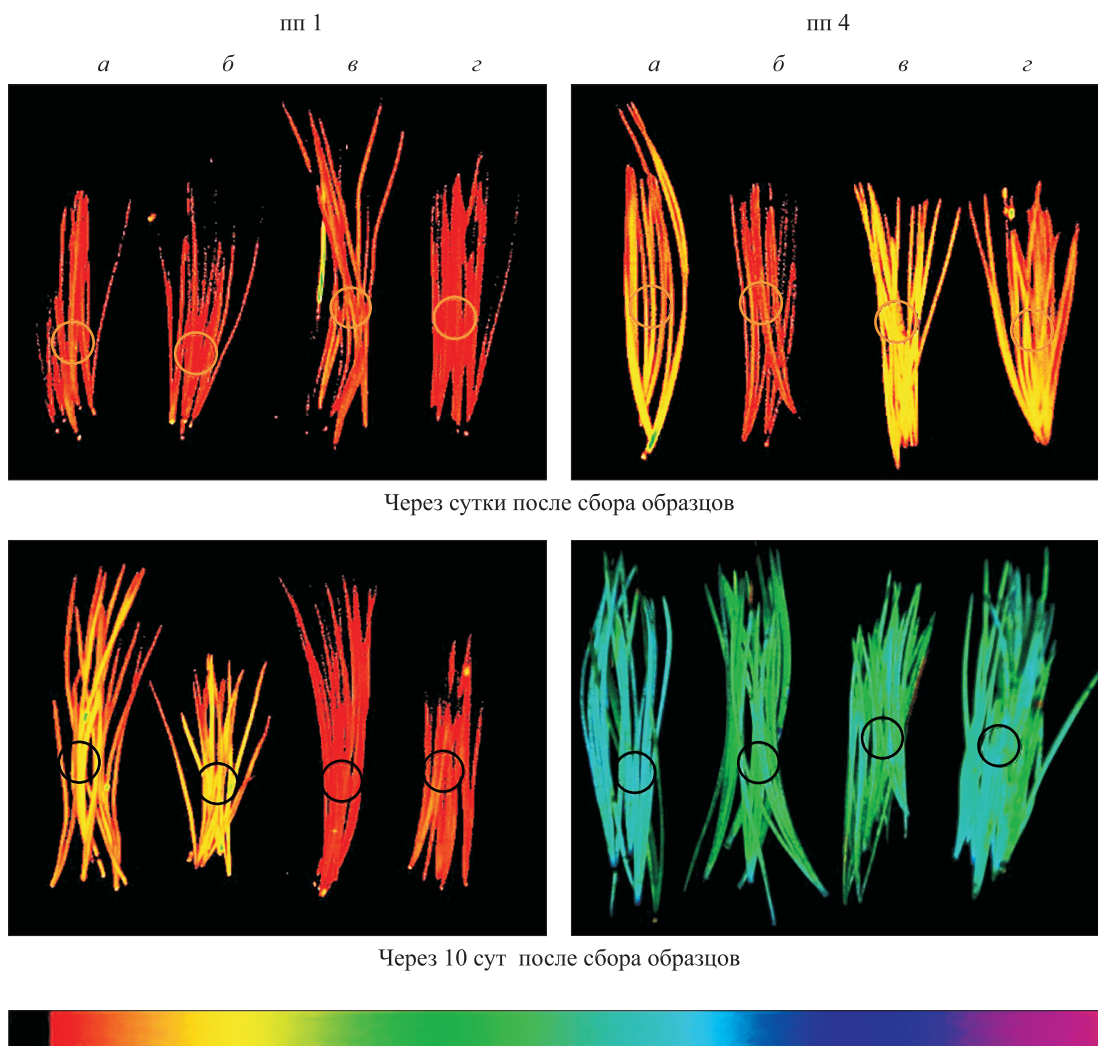 пп 1 пп 4
а б в г а б в г
Через сутки после сбора образцов
Через 10 сут после сбора образцов